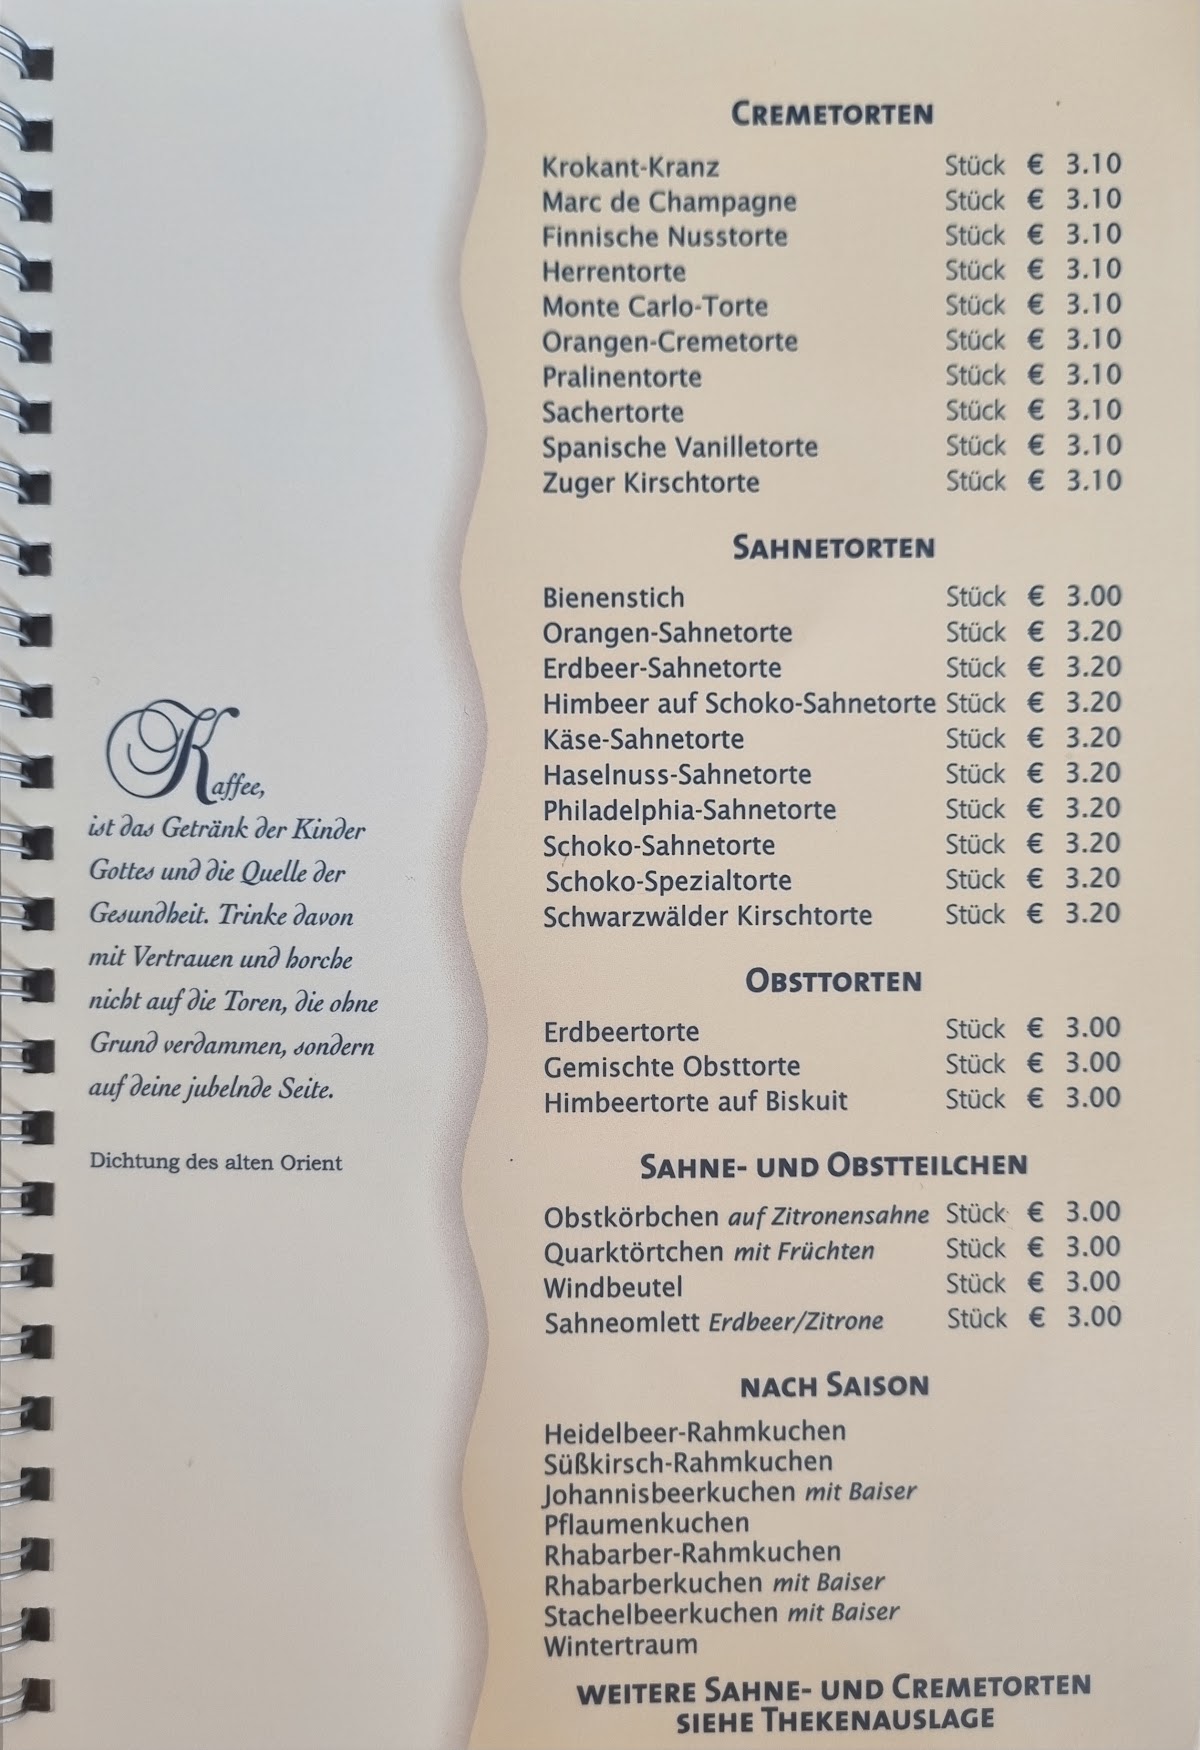 Kaffee,
ist das Getränk der Kinder
Gottes und die Quelle der
Gesundheit. Trinke davon
mit Vertrauen und horche
nicht auf die Toren, die ohne
Grund verdammen, sondern
auf deine jubelnde Seite.
Dichtung des alten Orient
CREMETORTEN
Krokant-Kranz Stück € 3.10
Marc de Champagne Stück € 3.10
Finnische Nusstorte Stück € 3.10
Herrentorte Stück € 3.10
Monte Carlo-Torte Stück € 3.10
Orangen-Cremetorte Stück € 3.10
Pralinentorte Stück € 3.10
Sachertorte Stück € 3.10
Spanische Vanilletorte Stück € 3.10
Zuger Kirschtorte Stück € 3.10
SAHNETORTEN
Bienenstich Stück € 3.00
Orangen-Sahnetorte Stück € 3.20
Erdbeer-Sahnetorte Stück € 3.20
Himbeer auf Schoko-Sahnetorte Stück € 3.20
Käse-Sahnetorte Stück € 3.20
Haselnuss-Sahnetorte Stück € 3.20
Philadelphia-Sahnetorte Stück € 3.20
Schoko-Sahnetorte Stück € 3.20
Schoko-Spezialtorte Stück € 3.20
Schwarzwälder Kirschtorte Stück € 3.20
OBSTTORTEN
Erdbeertorte Stück € 3.00
Gemischte Obsttorte Stück € 3.00
Himbeertorte auf Biskuit Stück € 3.00
SAHNE- UND OBSTTEILCHEN
Obstkörbchen auf Zitronensahne Stück € 3.00
Quarktörtchen mit Früchten Stück € 3.00
Windbeutel Stück € 3.00
Sahneomlett Erdbeer/Zitrone Stück € 3.00
NACH SAISON
Heidelbeer-Rahmkuchen
Süßkirsch-Rahmkuchen
Johannisbeerkuchen mit Baiser
Pflaumenkuchen
Rhabarber-Rahmkuchen
Rhabarberkuchen mit Baiser
Stachelbeerkuchen mit Baiser
Wintertraum
WEITERE SAHNE- UND CREMETORTEN
SIEHE THEKENAUSLAGE